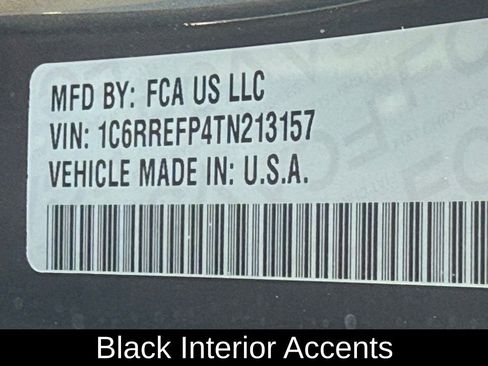 MFD BY: FCA US LLC
VIN: 1C6RREFP4TN213157
VEHICLE MADE IN: U.S.A.
Black Interior Accents